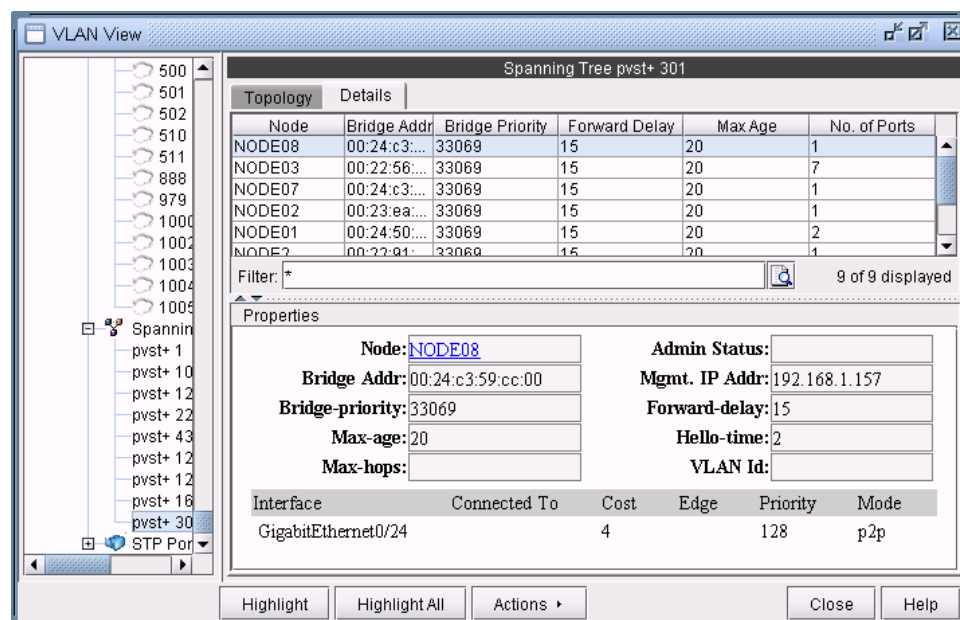 VLAN View
500
501
502
510
511
888
979
1000
1002
1003
1004
1005
Spannin
pvst+ 1
pvst+ 10
pvst+ 12
pvst+ 22
pvst+ 43
pvst+ 12
pvst+ 12
pvst+ 16
pvst+ 30
STP Por
Spanning Tree pvst+ 301
Topology Details
Node Bridge Addr Bridge Priority Forward Delay Max Age No. of Ports
NODE08 00:24:c3:... 33069 15 20 1
NODE03 00:22:56:... 33069 15 20 7
NODE07 00:24:c3:... 33069 15 20 1
NODE02 00:23:ea:... 33069 15 20 1
NODE01 00:24:50:... 33069 15 20 2
NODE2 00:22:91:... 33069 15 20 1
Filter: * 9 of 9 displayed
Properties
Node: NODE08 Admin Status:
Bridge Addr: 00:24:c3:59:cc:00 Mgmt. IP Addr: 192.168.1.157
Bridge-priority: 33069 Forward-delay: 15
Max-age: 20 Hello-time: 2
Max-hops: VLAN Id:
Interface Connected To Cost Edge Priority Mode
GigabitEthernet0/24 4 128 p2p
Highlight Highlight All Actions Close Help